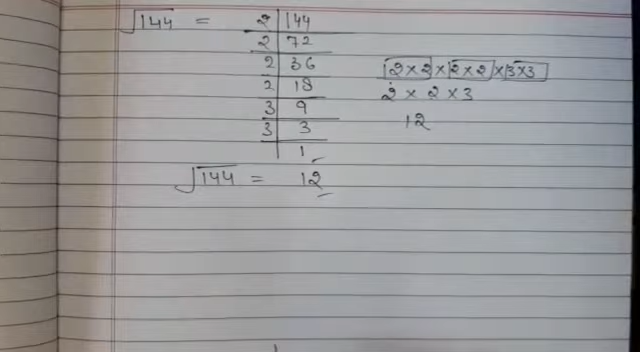 √144 = 2 | 144
2 | 72
2 | 36
2 | 18
3 | 9
3 | 3
1
2×2×2×2×3×3
2 × 2 × 3
12
√144 = 12